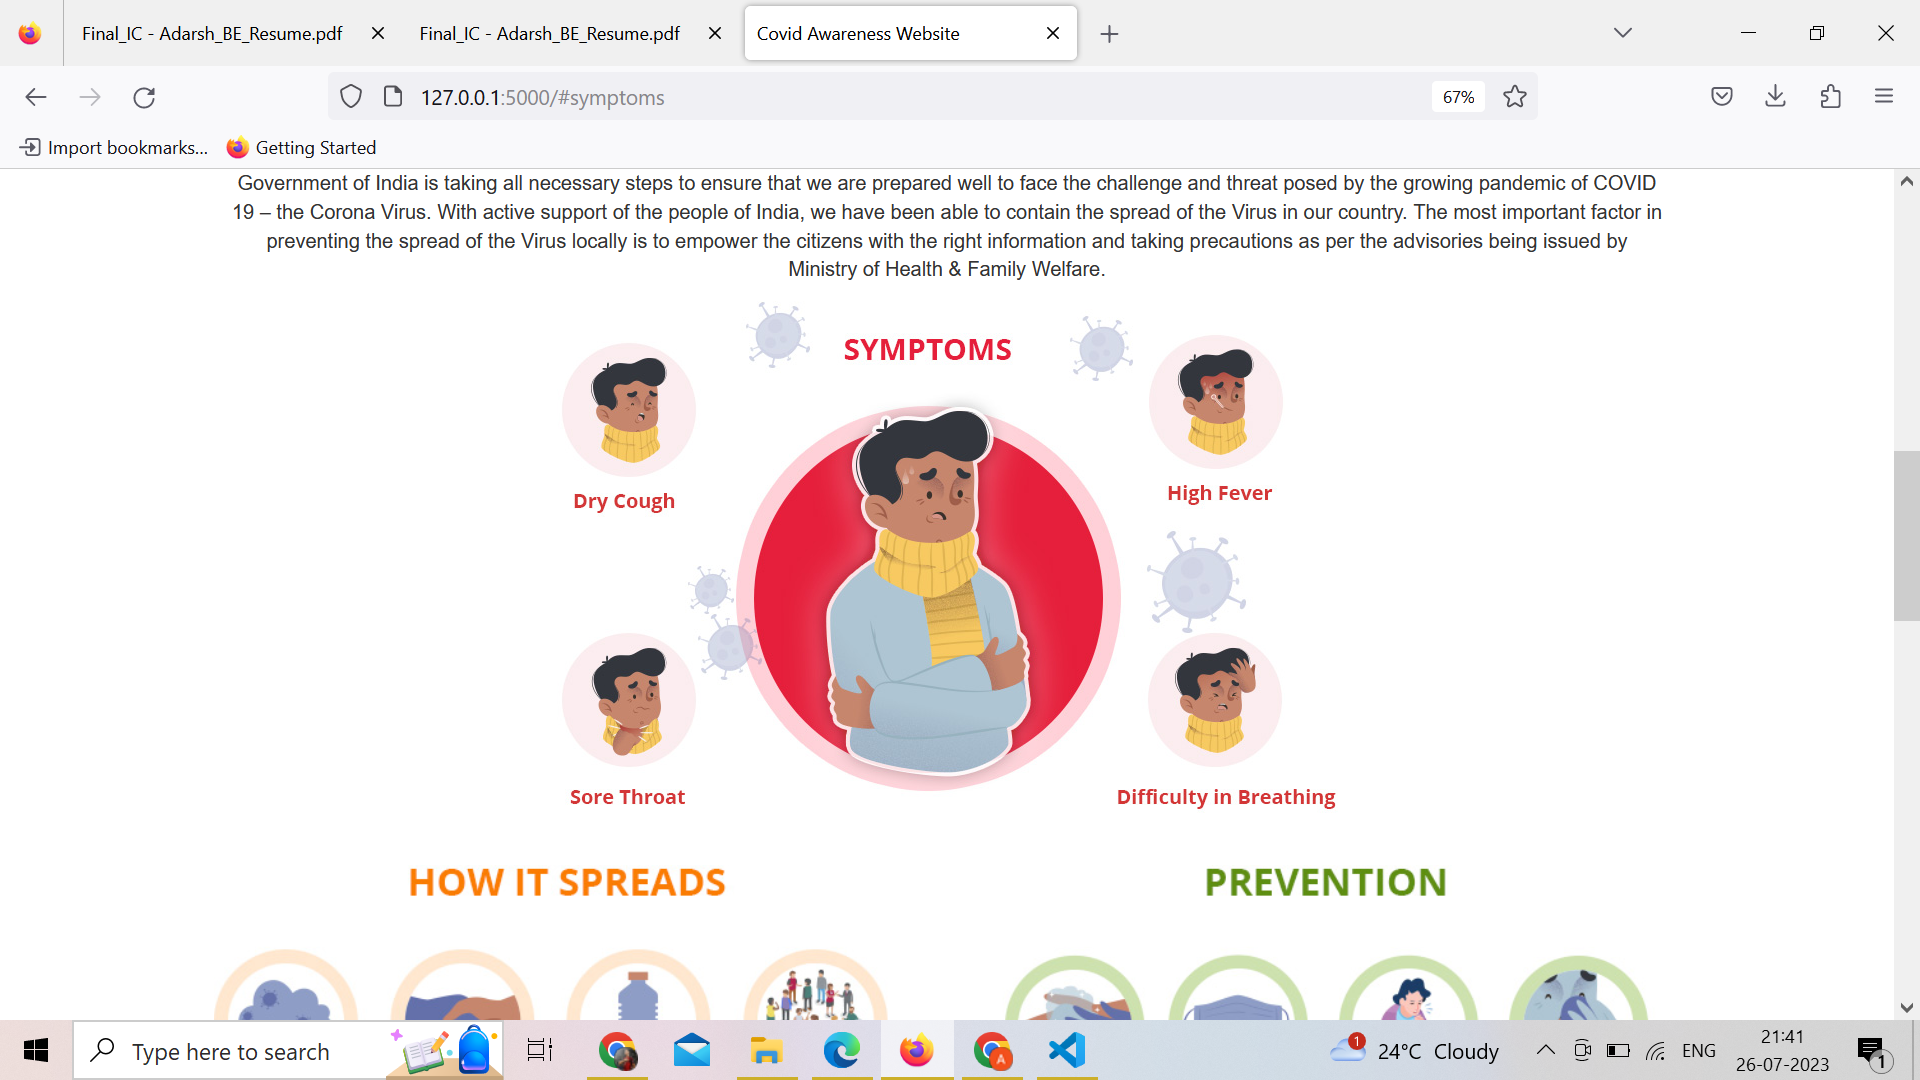 Final_IC - Adarsh_BE_Resume.pdf
Final_IC - Adarsh_BE_Resume.pdf
Covid Awareness Website
127.0.0.1:5000/#symptoms
67%
Import bookmarks...
Getting Started
Government of India is taking all necessary steps to ensure that we are prepared well to face the challenge and threat posed by the growing pandemic of COVID
19 – the Corona Virus. With active support of the people of India, we have been able to contain the spread of the Virus in our country. The most important factor in
preventing the spread of the Virus locally is to empower the citizens with the right information and taking precautions as per the advisories being issued by
Ministry of Health & Family Welfare.
SYMPTOMS
Dry Cough
High Fever
Sore Throat
Difficulty in Breathing
HOW IT SPREADS
PREVENTION
Type here to search
A
1
24°C Cloudy
ENG
21:41
26-07-2023
1